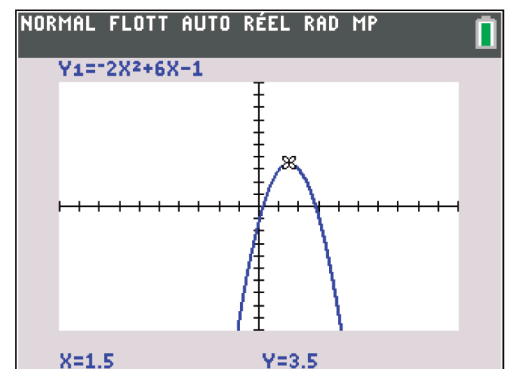 NORMAL FLOTT AUTO RÉEL RAD MP
Y₁=⁻2X²+6X-1
X=1.5 Y=3.5